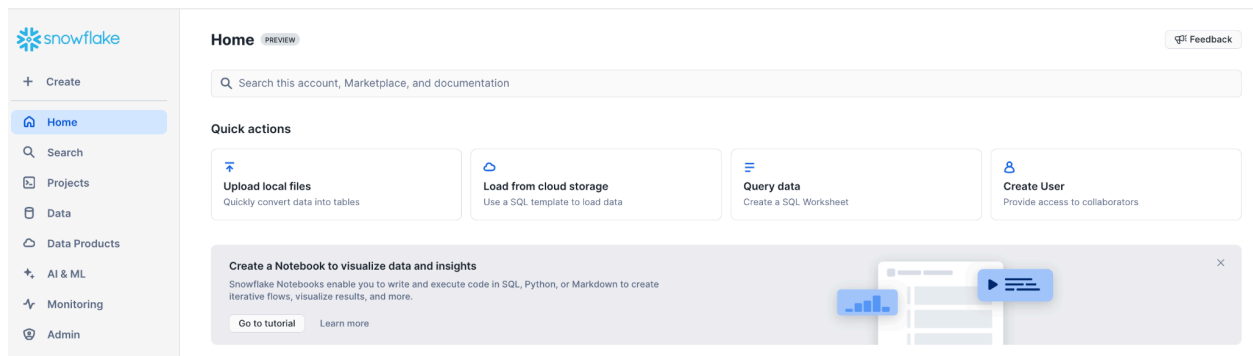 snowflake
Create
Home
Search
Projects
Data
Data Products
AI & ML
Monitoring
Admin
Home PREVIEW
Feedback
Search this account, Marketplace, and documentation
Quick actions
Upload local files
Quickly convert data into tables
Load from cloud storage
Use a SQL template to load data
Query data
Create a SQL Worksheet
Create User
Provide access to collaborators
Create a Notebook to visualize data and insights
Snowflake Notebooks enable you to write and execute code in SQL, Python, or Markdown to create
iterative flows, visualize results, and more.
Go to tutorial
Learn more